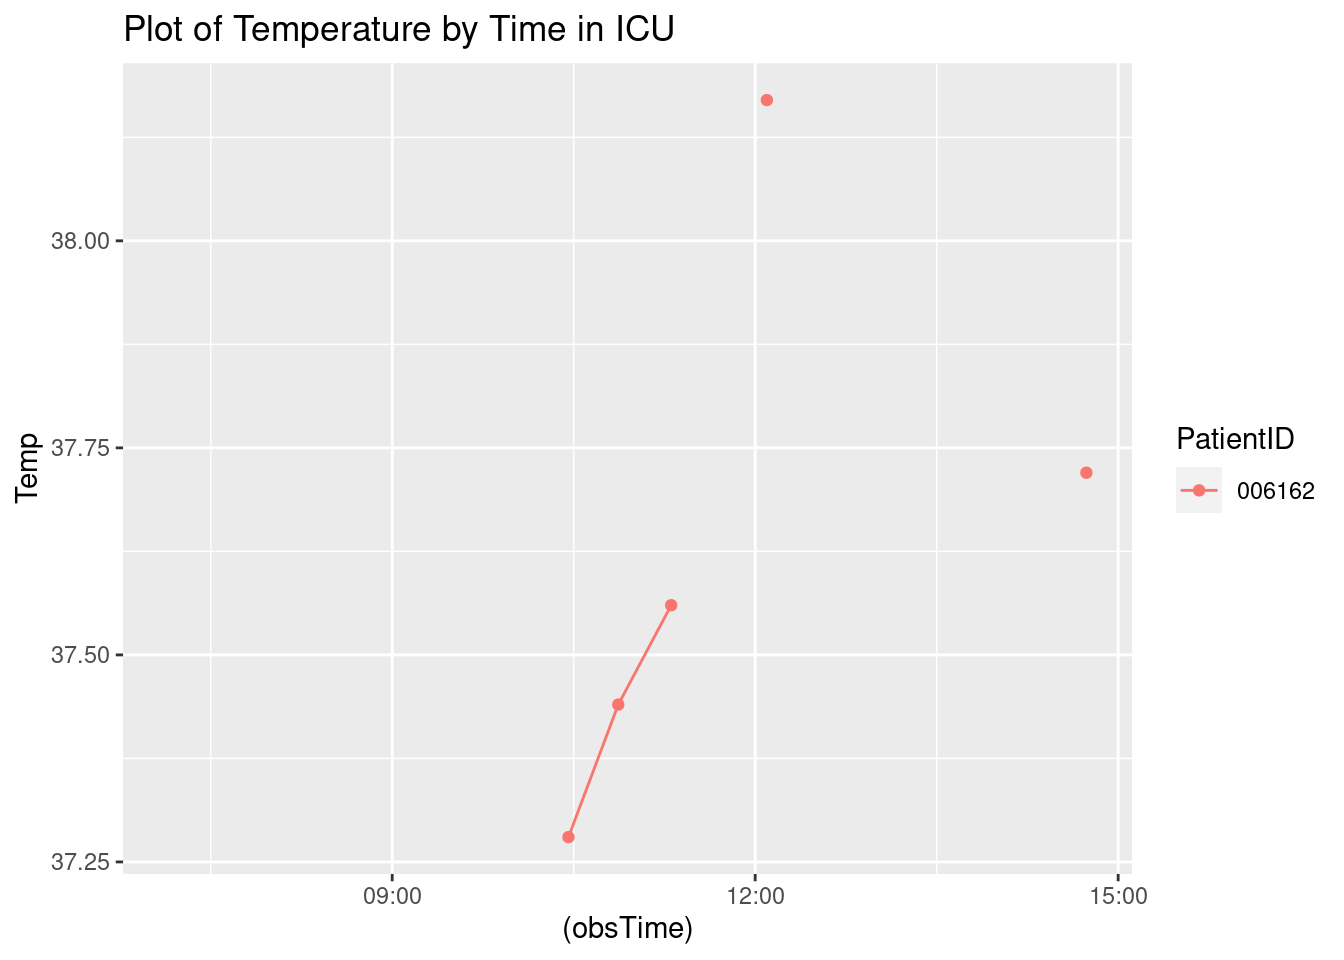 Plot of Temperature by Time in ICU
Temp
38.00
37.75
37.50
37.25
09:00
12:00
15:00
(obsTime)
PatientID
006162